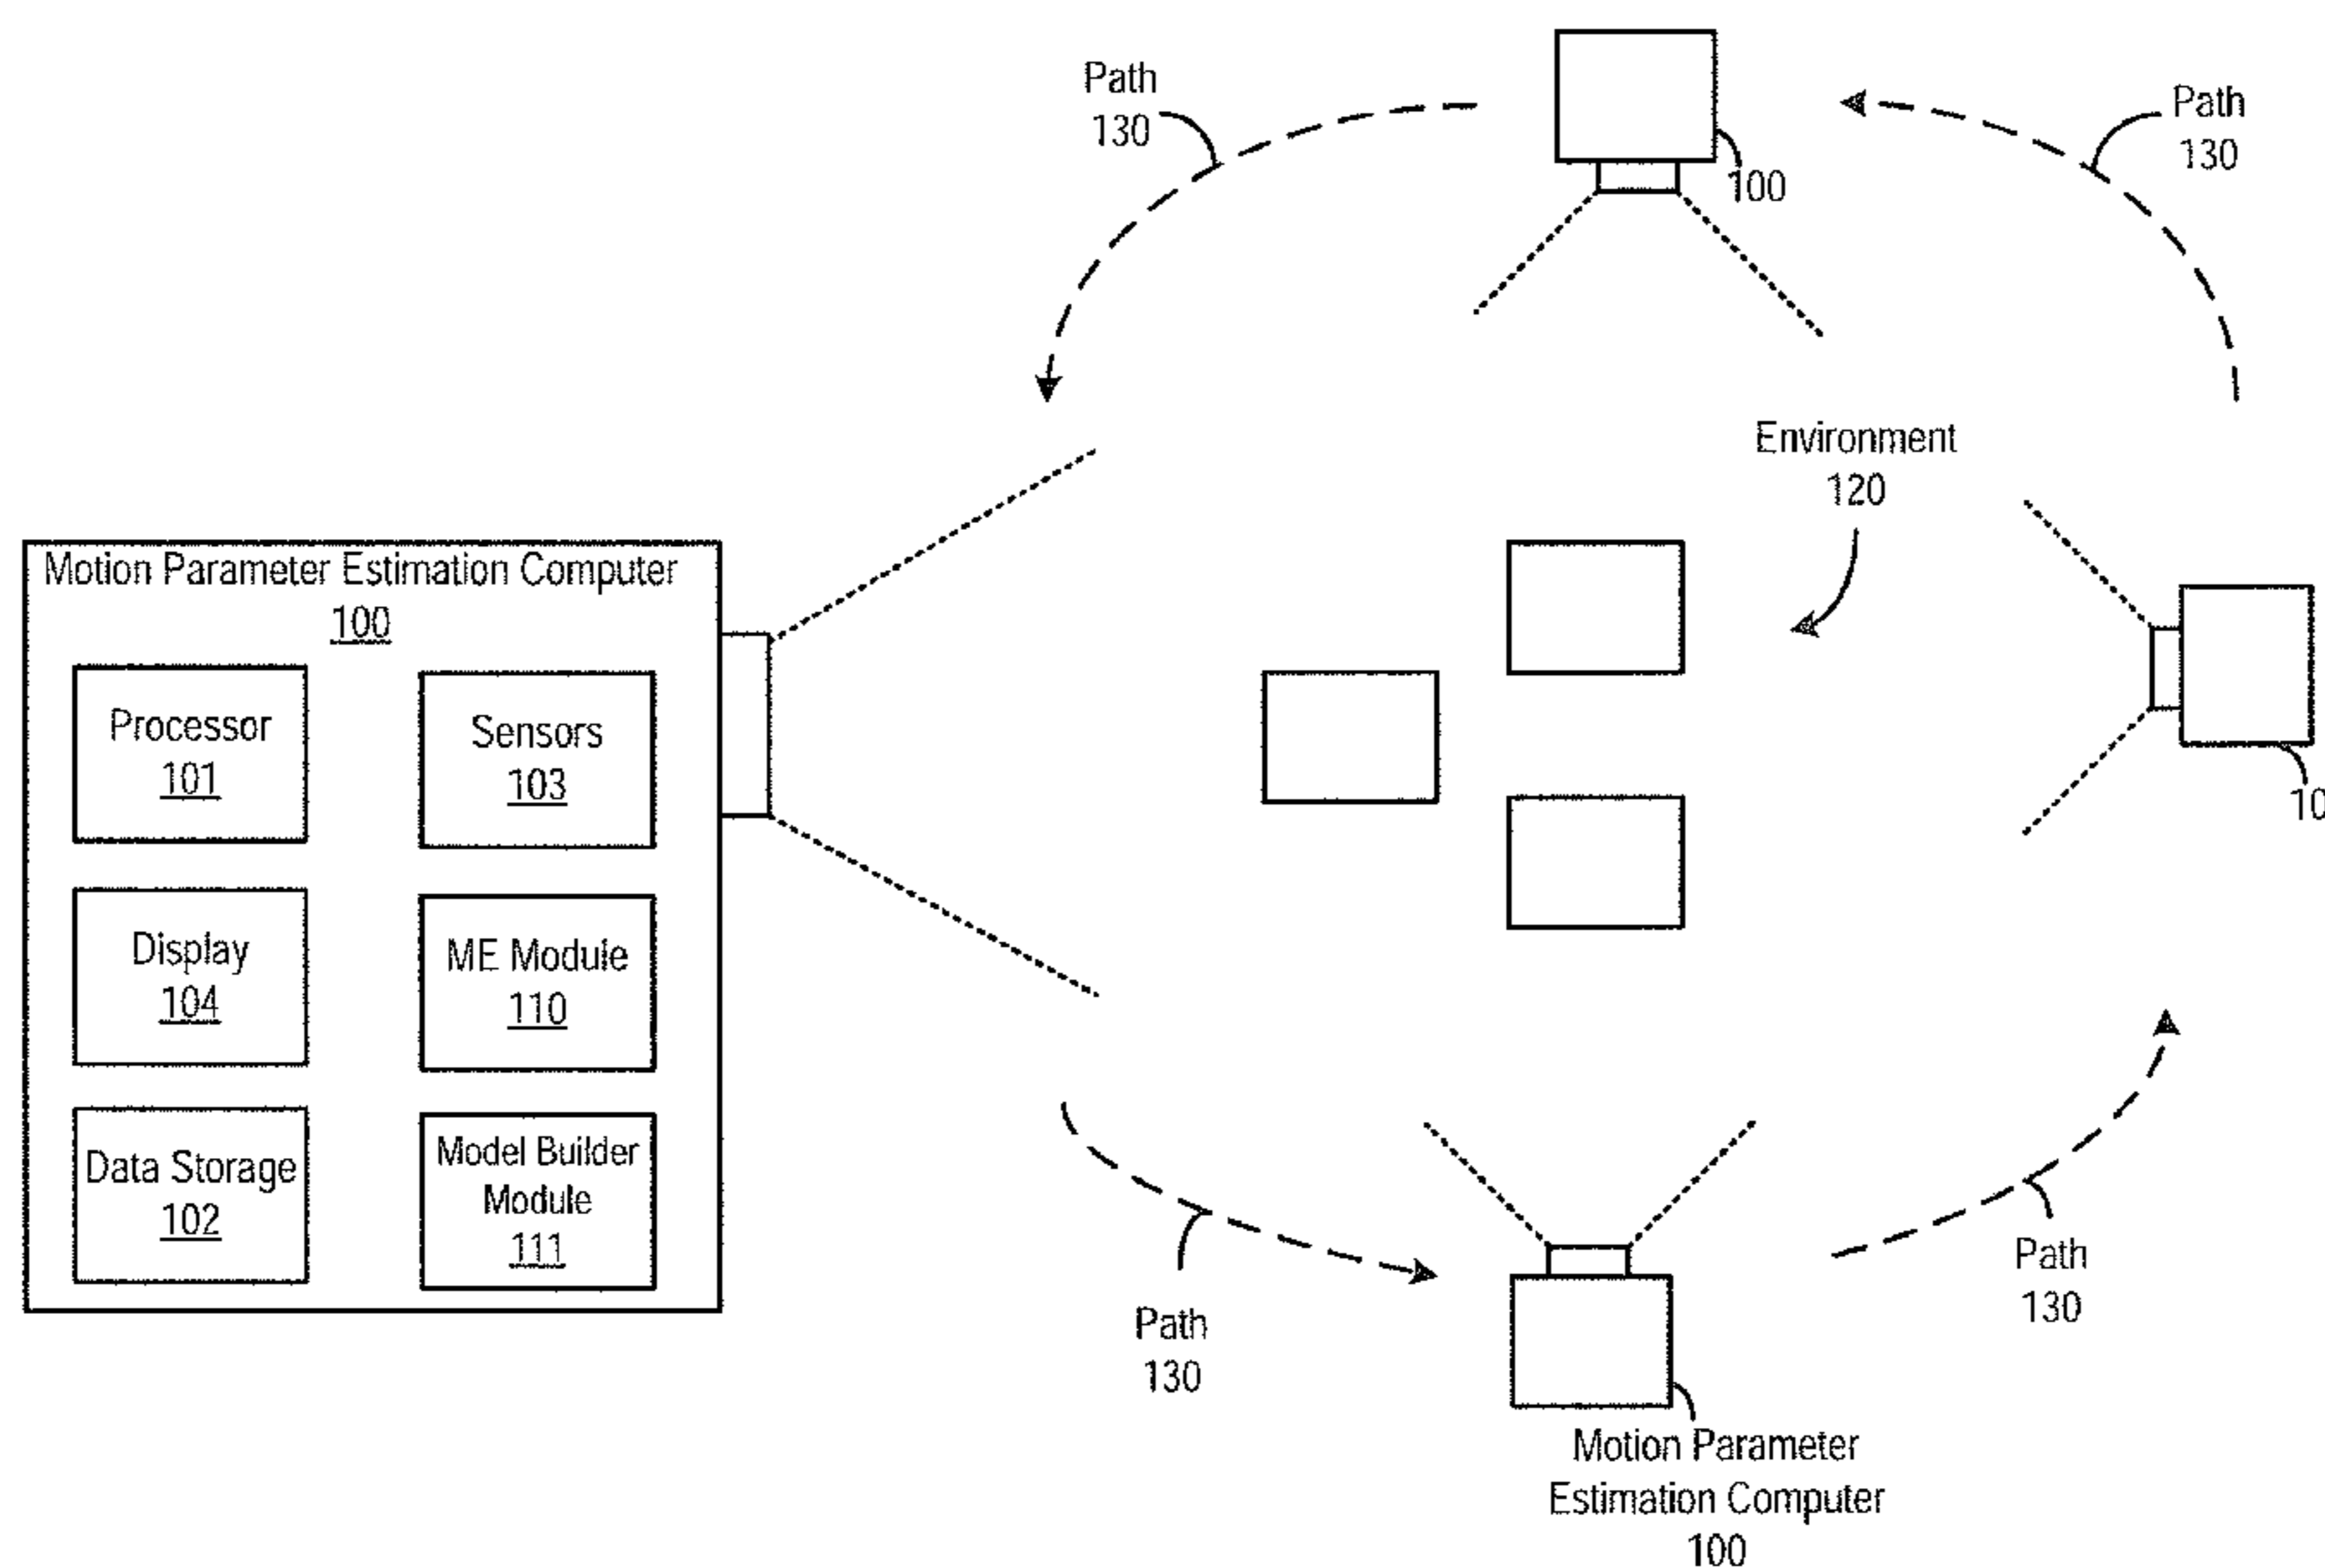 Path
130
Path
130
100
Environment
120
Motion Parameter Estimation Computer
100
Processor
101
Sensors
103
10
Display
104
ME Module
110
Data Storage
102
Model Builder
Module
111
Path
130
Path
130
Motion Parameter
Estimation Computer
100